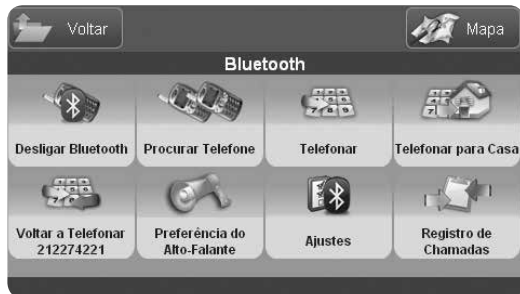 Voltar
Mapa
Bluetooth
Desligar Bluetooth
Procurar Telefone
Telefonar
Telefonar para Casa
Voltar a Telefonar
212274221
Preferência do
Alto-Falante
Ajustes
Registro de
Chamadas